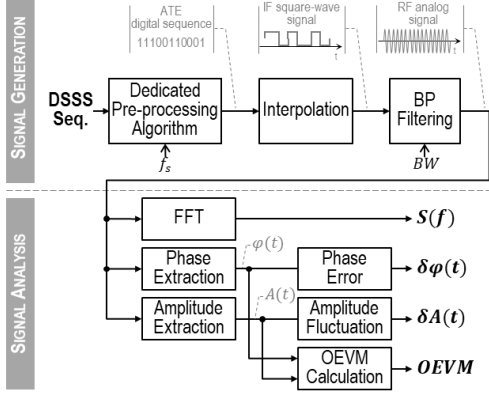 SIGNAL GENERATION
ATE
digital sequence
11100110001
IF square-wave
signal
t
RF analog
signal
t
DSSS
Seq.
Dedicated
Pre-processing
Algorithm
Interpolation
BP
Filtering
f_s
BW
SIGNAL ANALYSIS
FFT
S(f)
φ(t)
Phase
Extraction
Phase
Error
δφ(t)
A(t)
Amplitude
Extraction
Amplitude
Fluctuation
δA(t)
OEVM
Calculation
OEVM